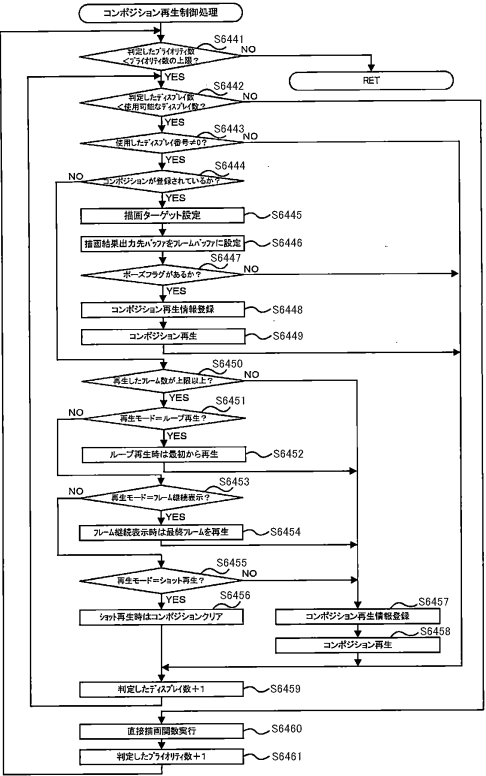 コンポジション再生制御処理
S6441
判定したプライオリティ数
<プライオリティ数の上限?
NO
RET
YES
S6442
判定したディスプレイ数
<使用可能なディスプレイ数?
NO
YES
S6443
使用したディスプレイ番号≠0?
NO
YES
S6444
コンポジションが登録されているか?
NO
YES
描画ターゲット設定
S6445
描画結果出力先バッファをフレームバッファに設定
S6446
S6447
ポーズフラグがあるか?
NO
YES
コンポジション再生情報登録
S6448
コンポジション再生
S6449
S6450
再生したフレーム数が上限以上?
NO
YES
S6451
再生モード=ループ再生?
NO
YES
ループ再生時は最初から再生
S6452
S6453
再生モード=フレーム継続表示?
NO
YES
フレーム継続表示時は最終フレームを再生
S6454
S6455
再生モード=ショット再生?
NO
YES
S6456
ショット再生時はコンポジションクリア
S6457
コンポジション再生情報登録
S6458
コンポジション再生
判定したディスプレイ数+1
S6459
直接描画関数実行
S6460
判定したプライオリティ数+1
S6461